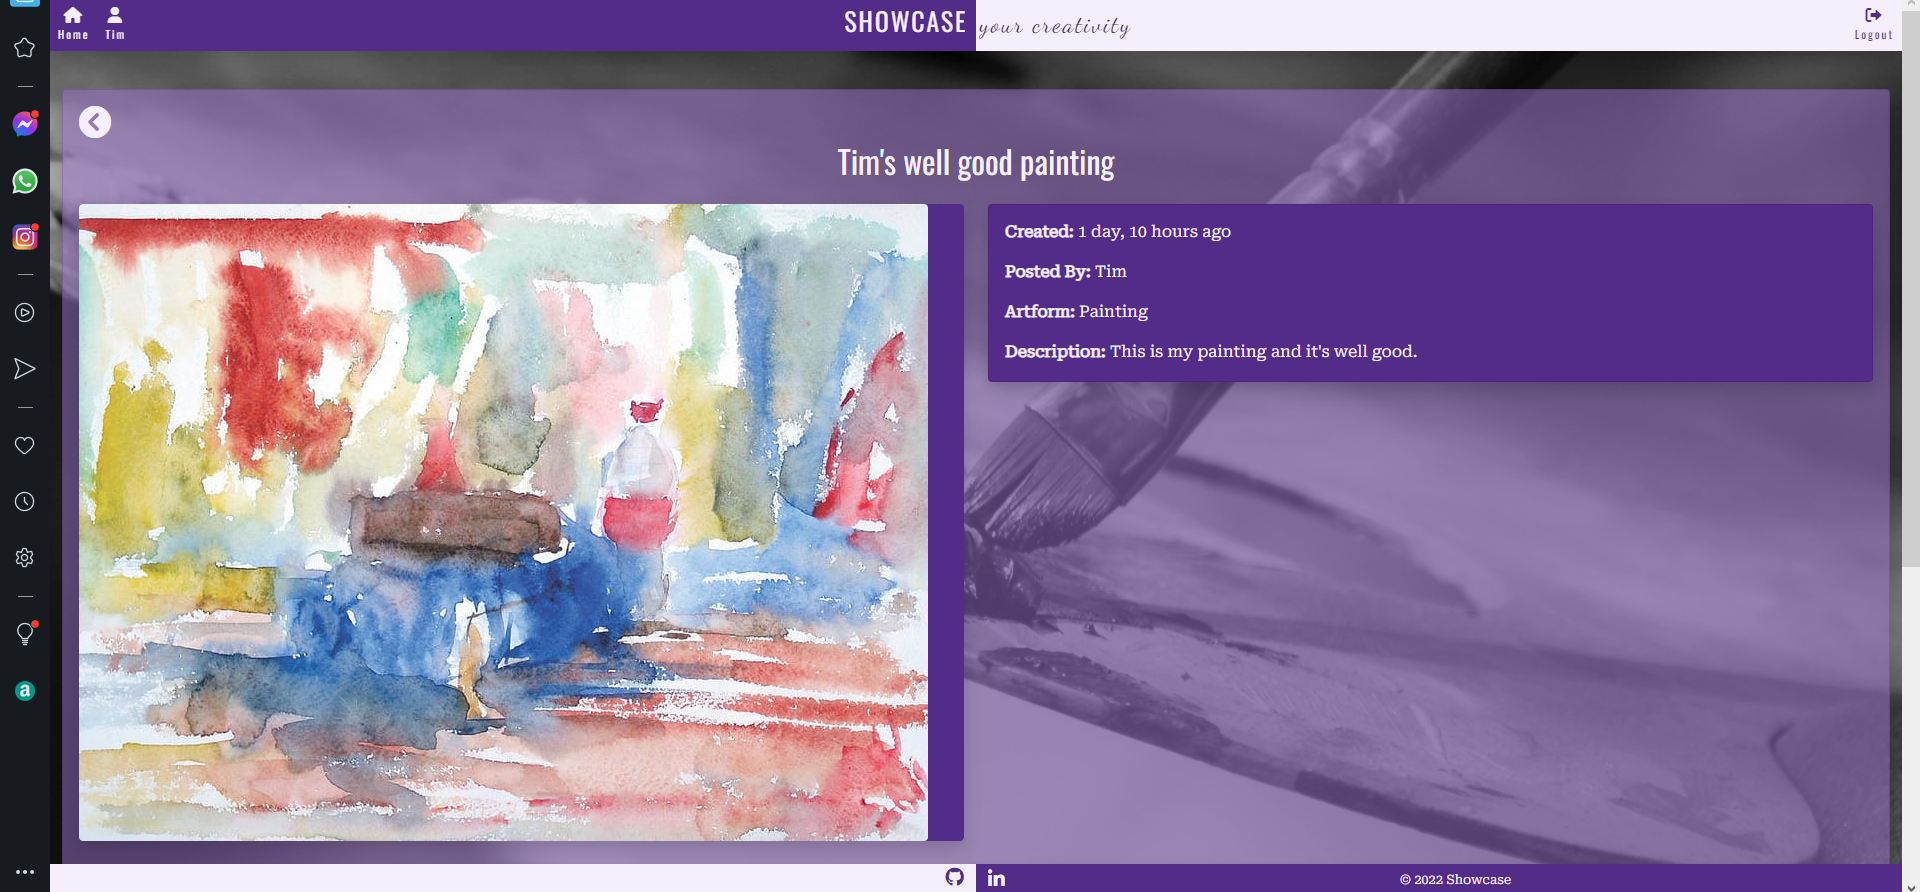 Home
Tim
SHOWCASE your creativity
Logout
Tim's well good painting
Created: 1 day, 10 hours ago
Posted By: Tim
Artform: Painting
Description: This is my painting and it's well good.
a
in
© 2022 Showcase